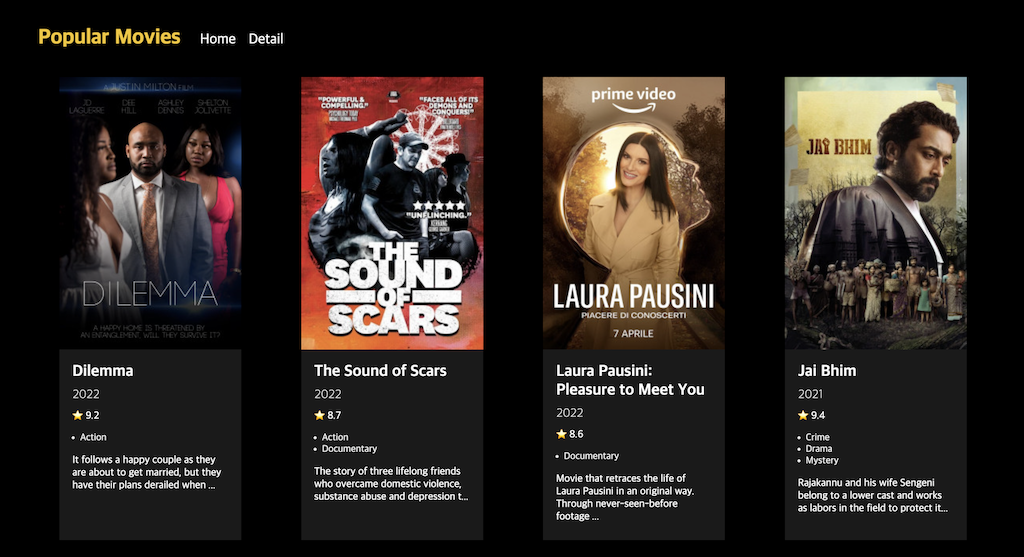 Popular Movies Home Detail
A JUSTIN MILTON FILM
JD LAGUERRE
DEE HILL
ASHLEY DENNIS
SHELTON JOLIVETTE
DILEMMA
A HAPPY HOME IS THREATENED BY
AN ENTANGLEMENT. WILL THEY SURVIVE IT?
"POWERFUL &
COMPELLING."
PSYCHOLOGY TODAY
"FACES ALL OF ITS
DEMONS AND
CONQUERS!"
★★★★★
"UNFLINCHING."
KERRANG
THE
SOUND
OF
SCARS
prime video
LAURA PAUSINI
PIACERE DI CONOSCERTI
7 APRILE
JAI BHIM
Dilemma
2022
⭐ 9.2
• Action
It follows a happy couple as they
are about to get married, but they
have their plans derailed when ...
The Sound of Scars
2022
⭐ 8.7
• Action
• Documentary
The story of three lifelong friends
who overcame domestic violence,
substance abuse and depression t...
Laura Pausini:
Pleasure to Meet You
2022
⭐ 8.6
• Documentary
Movie that retraces the life of
Laura Pausini in an original way.
Through never-seen-before
footage ...
Jai Bhim
2021
⭐ 9.4
• Crime
• Drama
• Mystery
Rajakannu and his wife Sengeni
belong to a lower cast and works
as labors in the field to protect it...